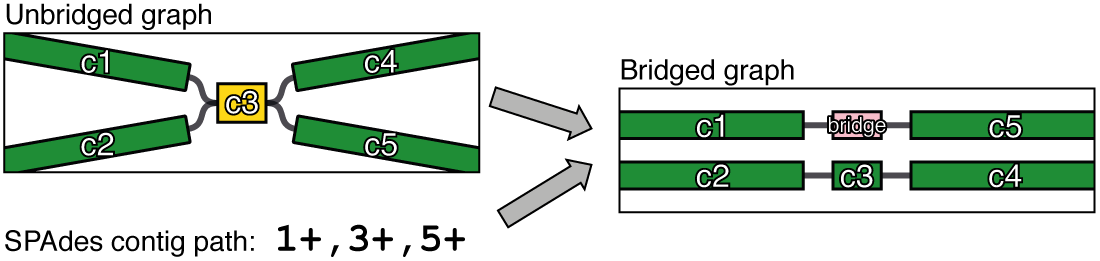 Unbridged graph
c1
c4
c3
c2
c5
SPAdes contig path: 1+,3+,5+
Bridged graph
c1 bridge c5
c2 c3 c4